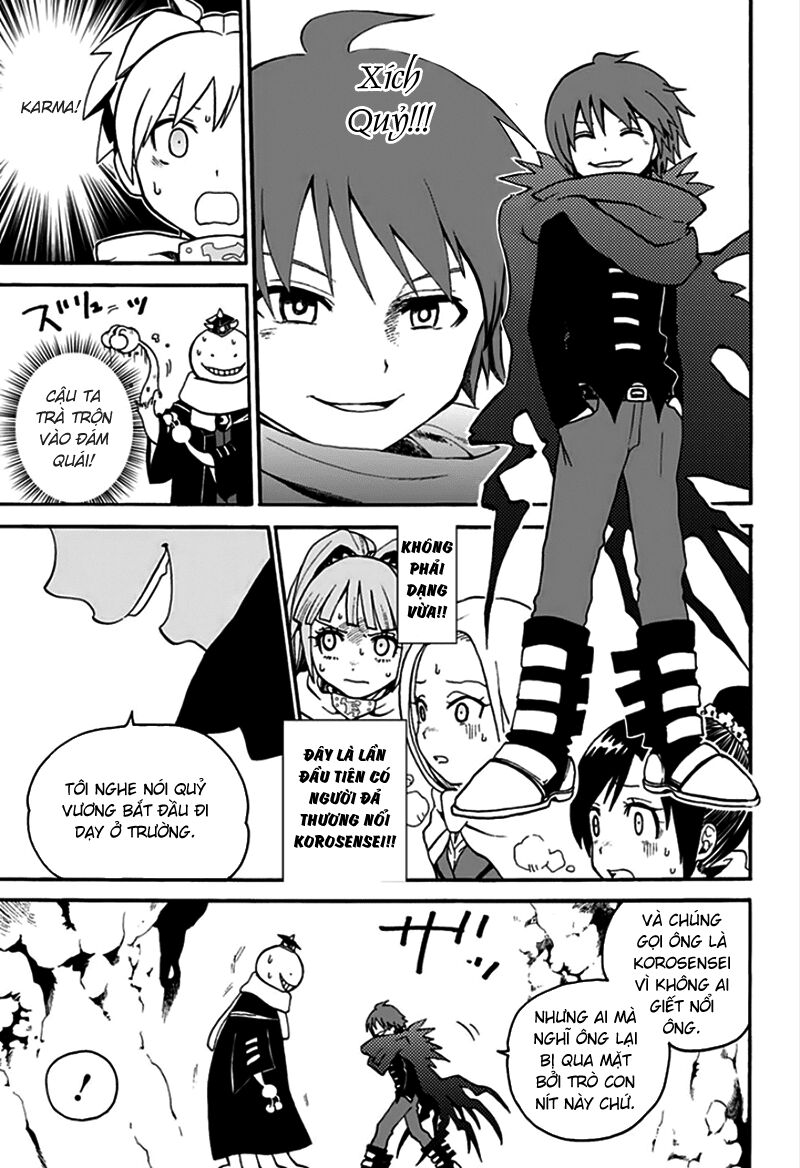 Xích
Quỷ!!!
KARMA!
ズリューッ
CẬU TA
TRÀ TRỘN
VÀO ĐÁM
QUÁI!
KHÔNG
PHẢI
DẠNG
VỪA!!
ĐÂY LÀ LẦN
ĐẦU TIÊN CÓ
NGƯỜI ĐẢ
THƯƠNG NỔI
KOROSENSEI!!
TÔI NGHE NÓI QUỶ
VƯƠNG BẮT ĐẦU ĐI
DẠY Ở TRƯỜNG.
VÀ CHÚNG
GỌI ÔNG LÀ
KOROSENSEI
VÌ KHÔNG AI
GIẾT NỔI
ÔNG.
NHƯNG AI MÀ
NGHĨ ÔNG LẠI
BỊ QUA MẶT
BỞI TRÒ CON
NÍT NÀY CHỨ.
!